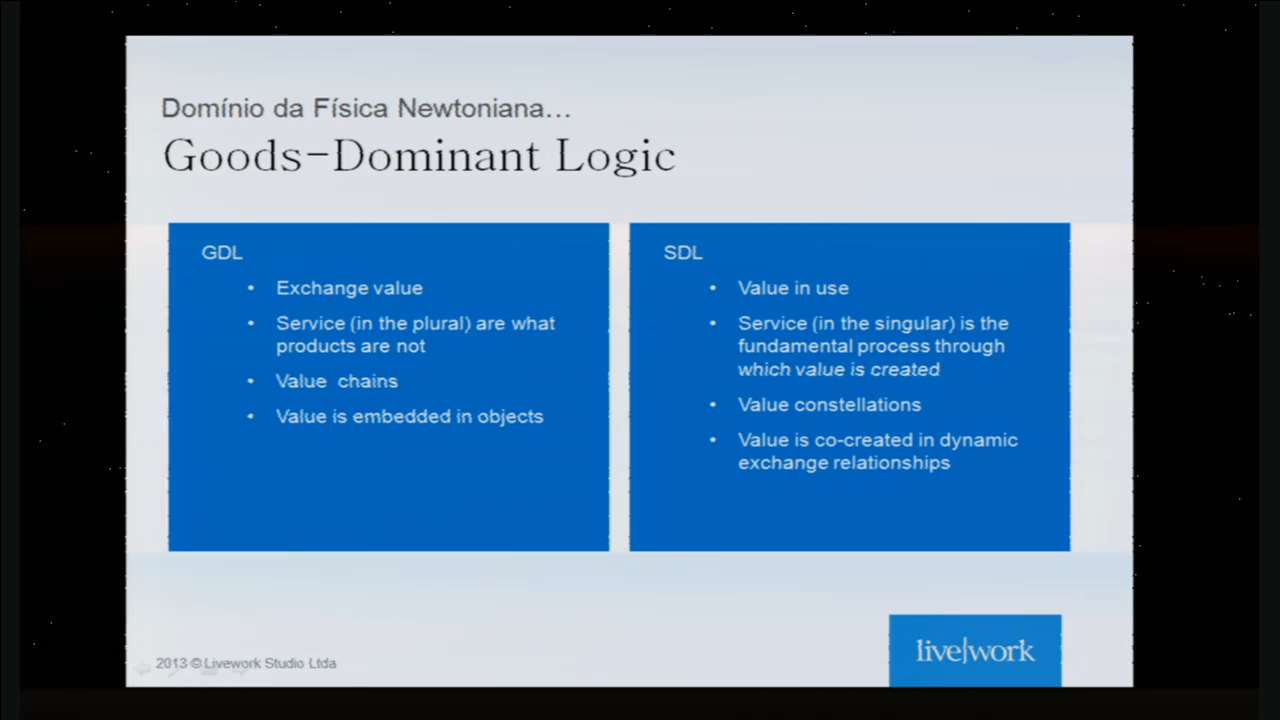 Domínio da Física Newtoniana...
Goods-Dominant Logic
GDL
• Exchange value
• Service (in the plural) are what
products are not
• Value chains
• Value is embedded in objects
SDL
• Value in use
• Service (in the singular) is the
fundamental process through
which value is created
• Value constellations
• Value is co-created in dynamic
exchange relationships
2013 © Livework Studio Ltda
live|work